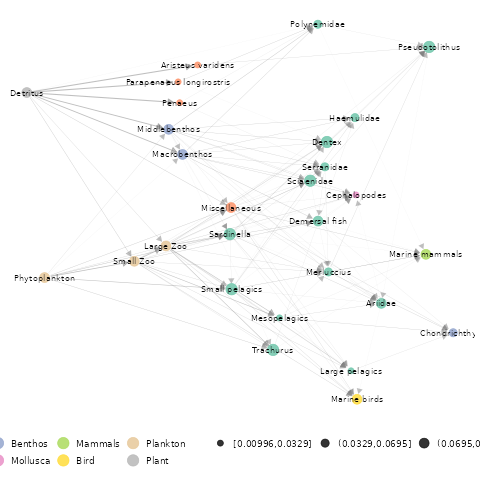 Polynemidae
Pseudotolithus
Aristeus varidens
Parapenaeus longirostris
Detritus
Penaeus
Haemulidae
Middlebenthos
Dentex
Macrobenthos
Serranidae
Sciaenidae
Cephalopodes
Miscellaneous
Demersal fish
Sardinella
Large Zoo
Marine mammals
Small Zoo
Merluccius
Phytoplankton
Small pelagics
Ariidae
Mesopelagics
Chondrichthy
Trachurus
Large pelagics
Marine birds
Benthos Mammals Plankton [0.00996,0.0329] (0.0329,0.0695] (0.0695,0
Mollusca Bird Plant